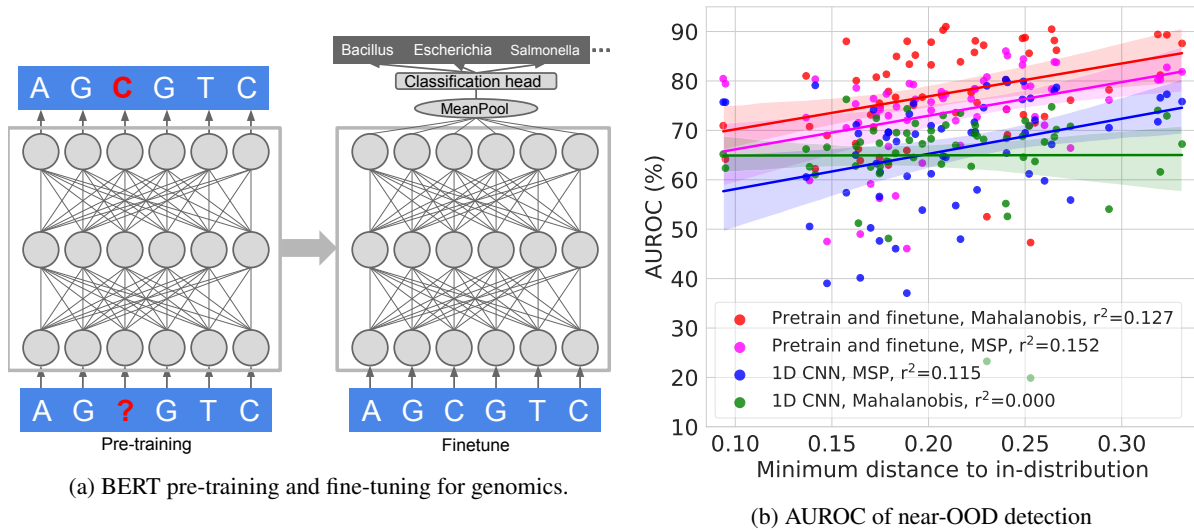 A G C G T C
A G ? G T C
Pre-training
Bacillus Escherichia Salmonella ...
Classification head
MeanPool
A G C G T C
Finetune
(a) BERT pre-training and fine-tuning for genomics.
AUROC (%)
90
80
70
60
50
40
30
20
10
Pretrain and finetune, Mahalanobis, r²=0.127
Pretrain and finetune, MSP, r²=0.152
1D CNN, MSP, r²=0.115
1D CNN, Mahalanobis, r²=0.000
0.10 0.15 0.20 0.25 0.30
Minimum distance to in-distribution
(b) AUROC of near-OOD detection